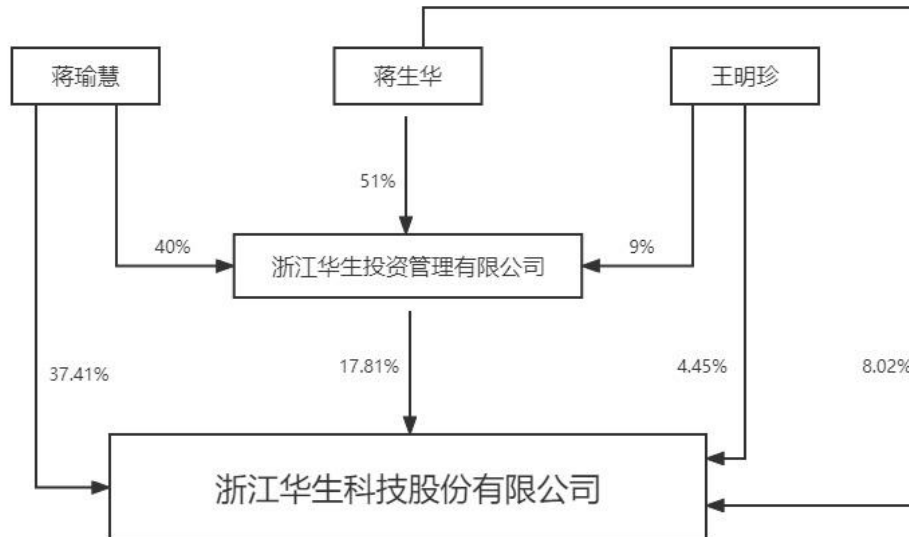 蒋瑜慧
蒋生华
王明珍
51%
40%
浙江华生投资管理有限公司
9%
37.41%
17.81%
4.45%
8.02%
浙江华生科技股份有限公司